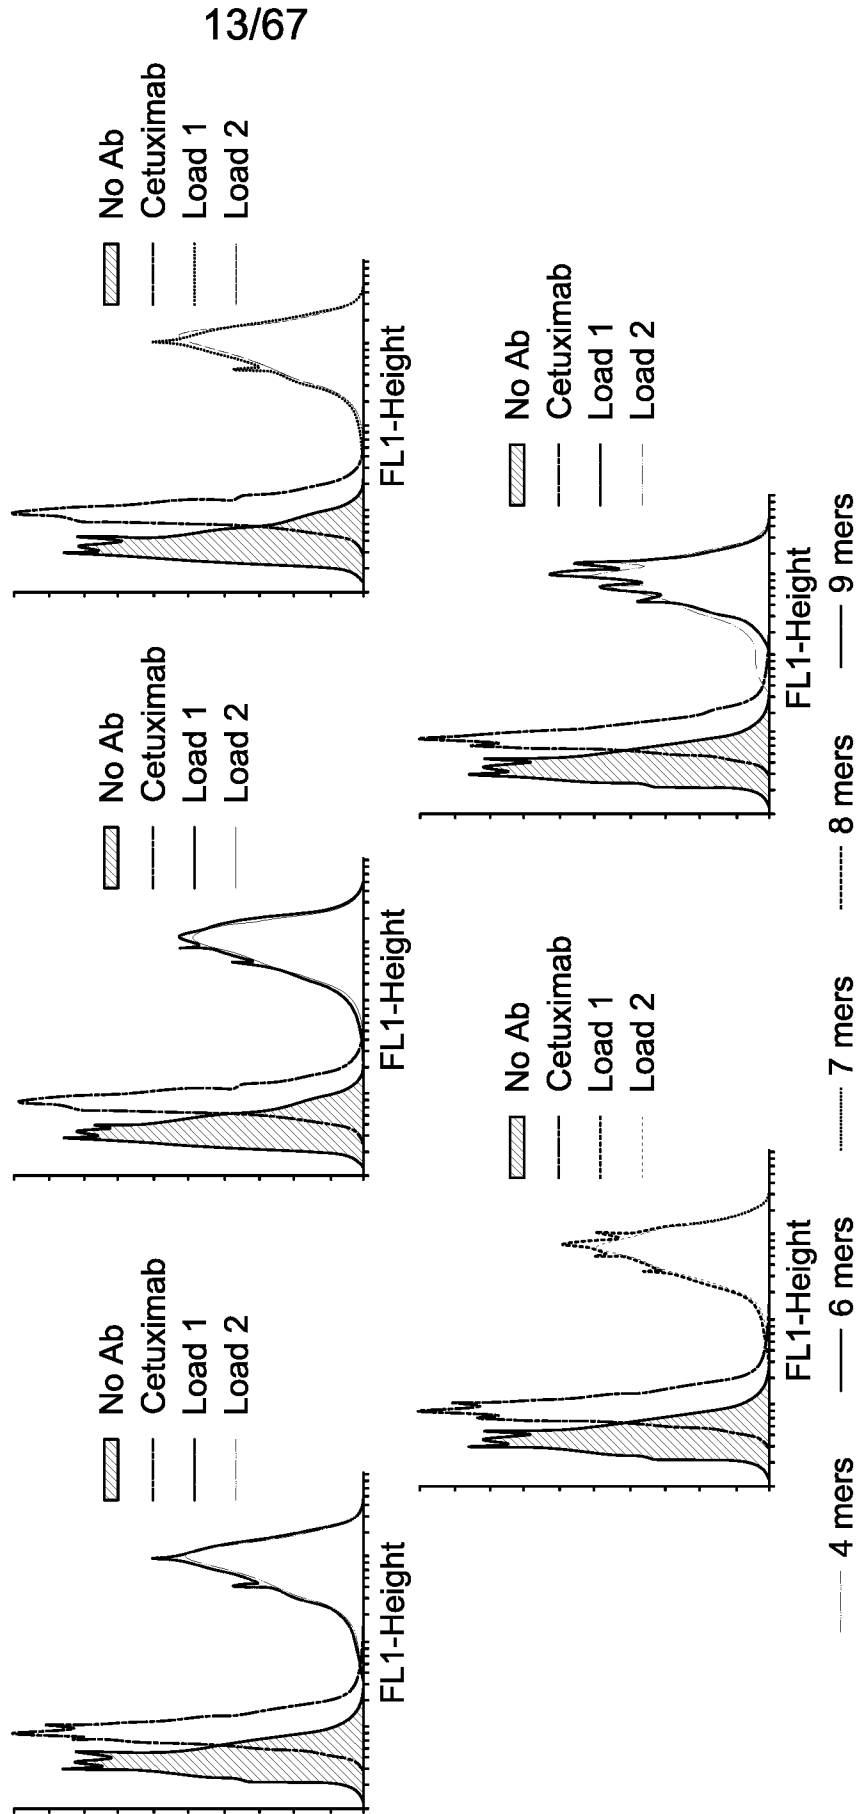 13/67
No Ab
Cetuximab
Load 1
Load 2
FL1-Height
No Ab
Cetuximab
Load 1
Load 2
FL1-Height
No Ab
Cetuximab
Load 1
Load 2
FL1-Height
No Ab
Cetuximab
Load 1
Load 2
FL1-Height
No Ab
Cetuximab
Load 1
Load 2
FL1-Height
4 mers 6 mers 7 mers 8 mers 9 mers